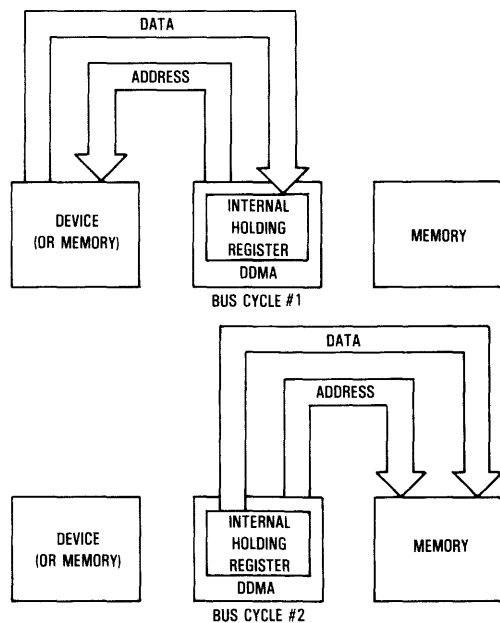 DATA
ADDRESS
DEVICE
(OR MEMORY)
INTERNAL
HOLDING
REGISTER
DDMA
MEMORY
BUS CYCLE #1
DATA
ADDRESS
DEVICE
(OR MEMORY)
INTERNAL
HOLDING
REGISTER
DDMA
MEMORY
BUS CYCLE #2